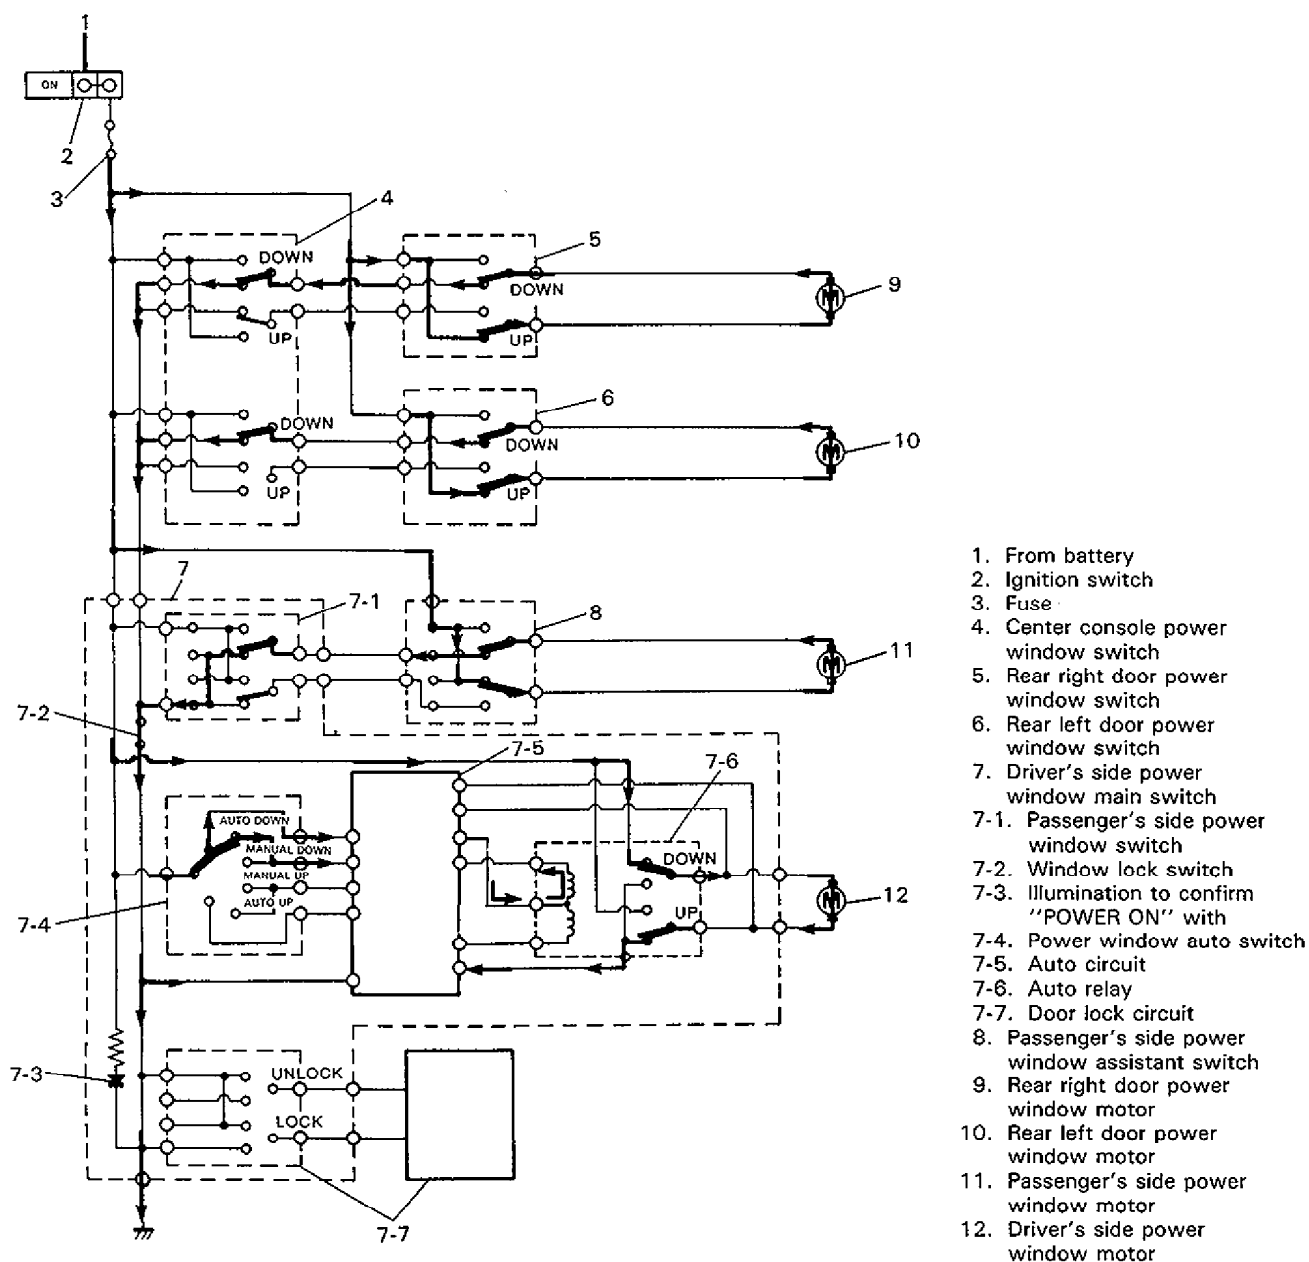 1
ON
2
3
4
DOWN
UP
5
DOWN
UP
9
DOWN
UP
6
DOWN
UP
10
7
7-1
8
11
7-2
7-5
7-6
AUTO DOWN
MANUAL DOWN
MANUAL UP
AUTO UP
7-4
DOWN
UP
12
7-3
UNLOCK
LOCK
7-7
1. From battery
2. Ignition switch
3. Fuse
4. Center console power
window switch
5. Rear right door power
window switch
6. Rear left door power
window switch
7. Driver's side power
window main switch
7-1. Passenger's side power
window switch
7-2. Window lock switch
7-3. Illumination to confirm
"POWER ON" with
7-4. Power window auto switch
7-5. Auto circuit
7-6. Auto relay
7-7. Door lock circuit
8. Passenger's side power
window assistant switch
9. Rear right door power
window motor
10. Rear left door power
window motor
11. Passenger's side power
window motor
12. Driver's side power
window motor